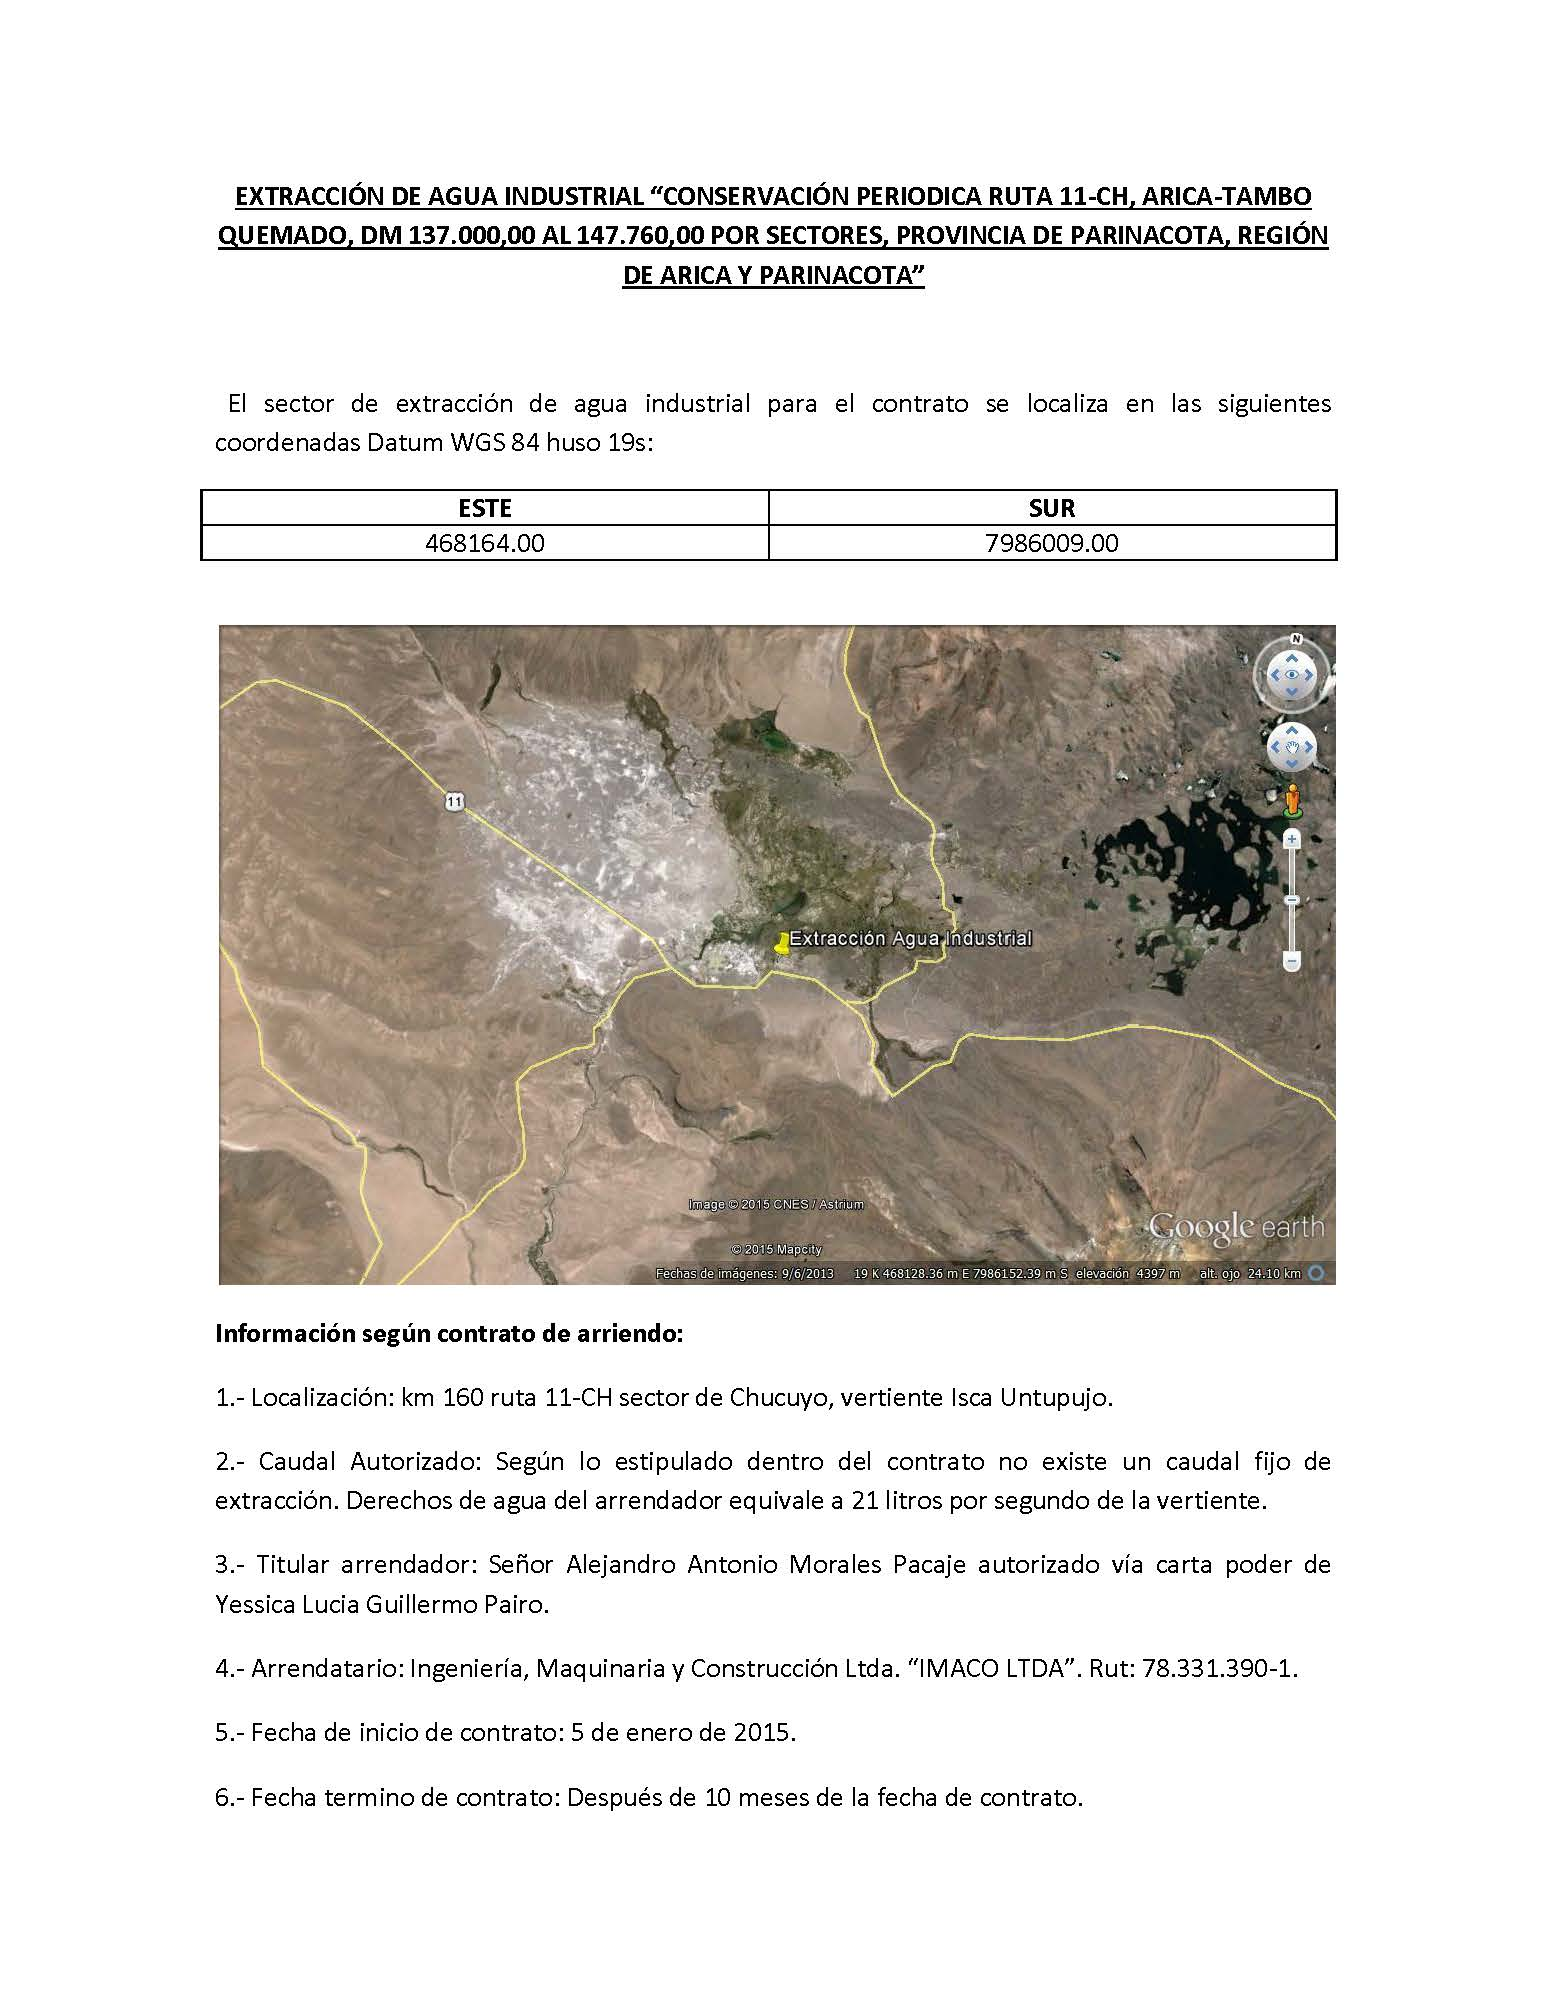 EXTRACCIÓN DE AGUA INDUSTRIAL “CONSERVACIÓN PERIODICA RUTA 11-CH, ARICA-TAMBO
QUEMADO, DM 137.000,00 AL 147.760,00 POR SECTORES, PROVINCIA DE PARINACOTA, REGIÓN
DE ARICA Y PARINACOTA”
El sector de extracción de agua industrial para el contrato se localiza en las siguientes
coordenadas Datum WGS 84 huso 19s:
ESTE SUR
468164.00 7986009.00
N
11
Extracción Agua Industrial
Image © 2015 CNES / Astrium
Google earth
© 2015 Mapcity
Fechas de imágenes: 9/6/2013 19 K 468128.36 m E 7986152.39 m S elevación 4397 m alt. ojo 24.10 km
Información según contrato de arriendo:
1.- Localización: km 160 ruta 11-CH sector de Chucuyo, vertiente Isca Untupujo.
2.- Caudal Autorizado: Según lo estipulado dentro del contrato no existe un caudal fijo de
extracción. Derechos de agua del arrendador equivale a 21 litros por segundo de la vertiente.
3.- Titular arrendador: Señor Alejandro Antonio Morales Pacaje autorizado vía carta poder de
Yessica Lucia Guillermo Pairo.
4.- Arrendatario: Ingeniería, Maquinaria y Construcción Ltda. “IMACO LTDA”. Rut: 78.331.390-1.
5.- Fecha de inicio de contrato: 5 de enero de 2015.
6.- Fecha termino de contrato: Después de 10 meses de la fecha de contrato.